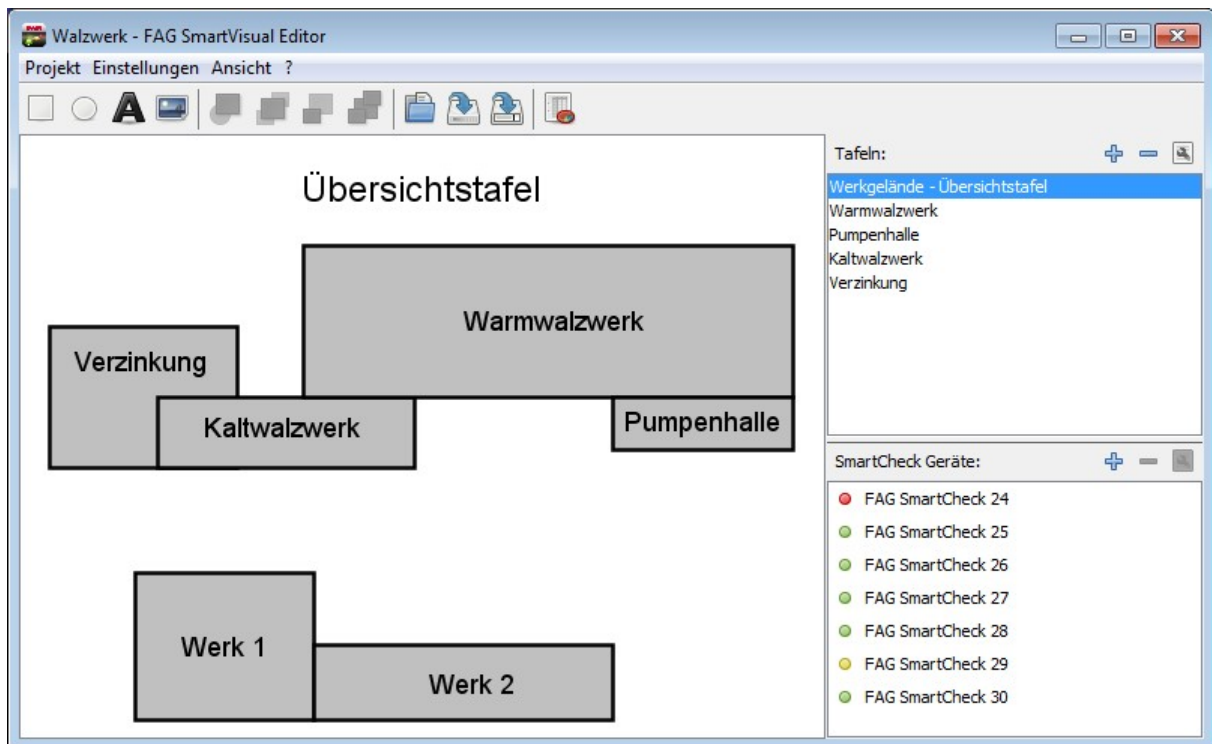 Walzwerk - FAG SmartVisual Editor
Projekt Einstellungen Ansicht ?
Übersichtstafel
Warmwalzwerk
Verzinkung
Kaltwalzwerk
Pumpenhalle
Werk 1
Werk 2
Tafeln:
Werkgelände - Übersichtstafel
Warmwalzwerk
Pumpenhalle
Kaltwalzwerk
Verzinkung
SmartCheck Geräte:
FAG SmartCheck 24
FAG SmartCheck 25
FAG SmartCheck 26
FAG SmartCheck 27
FAG SmartCheck 28
FAG SmartCheck 29
FAG SmartCheck 30